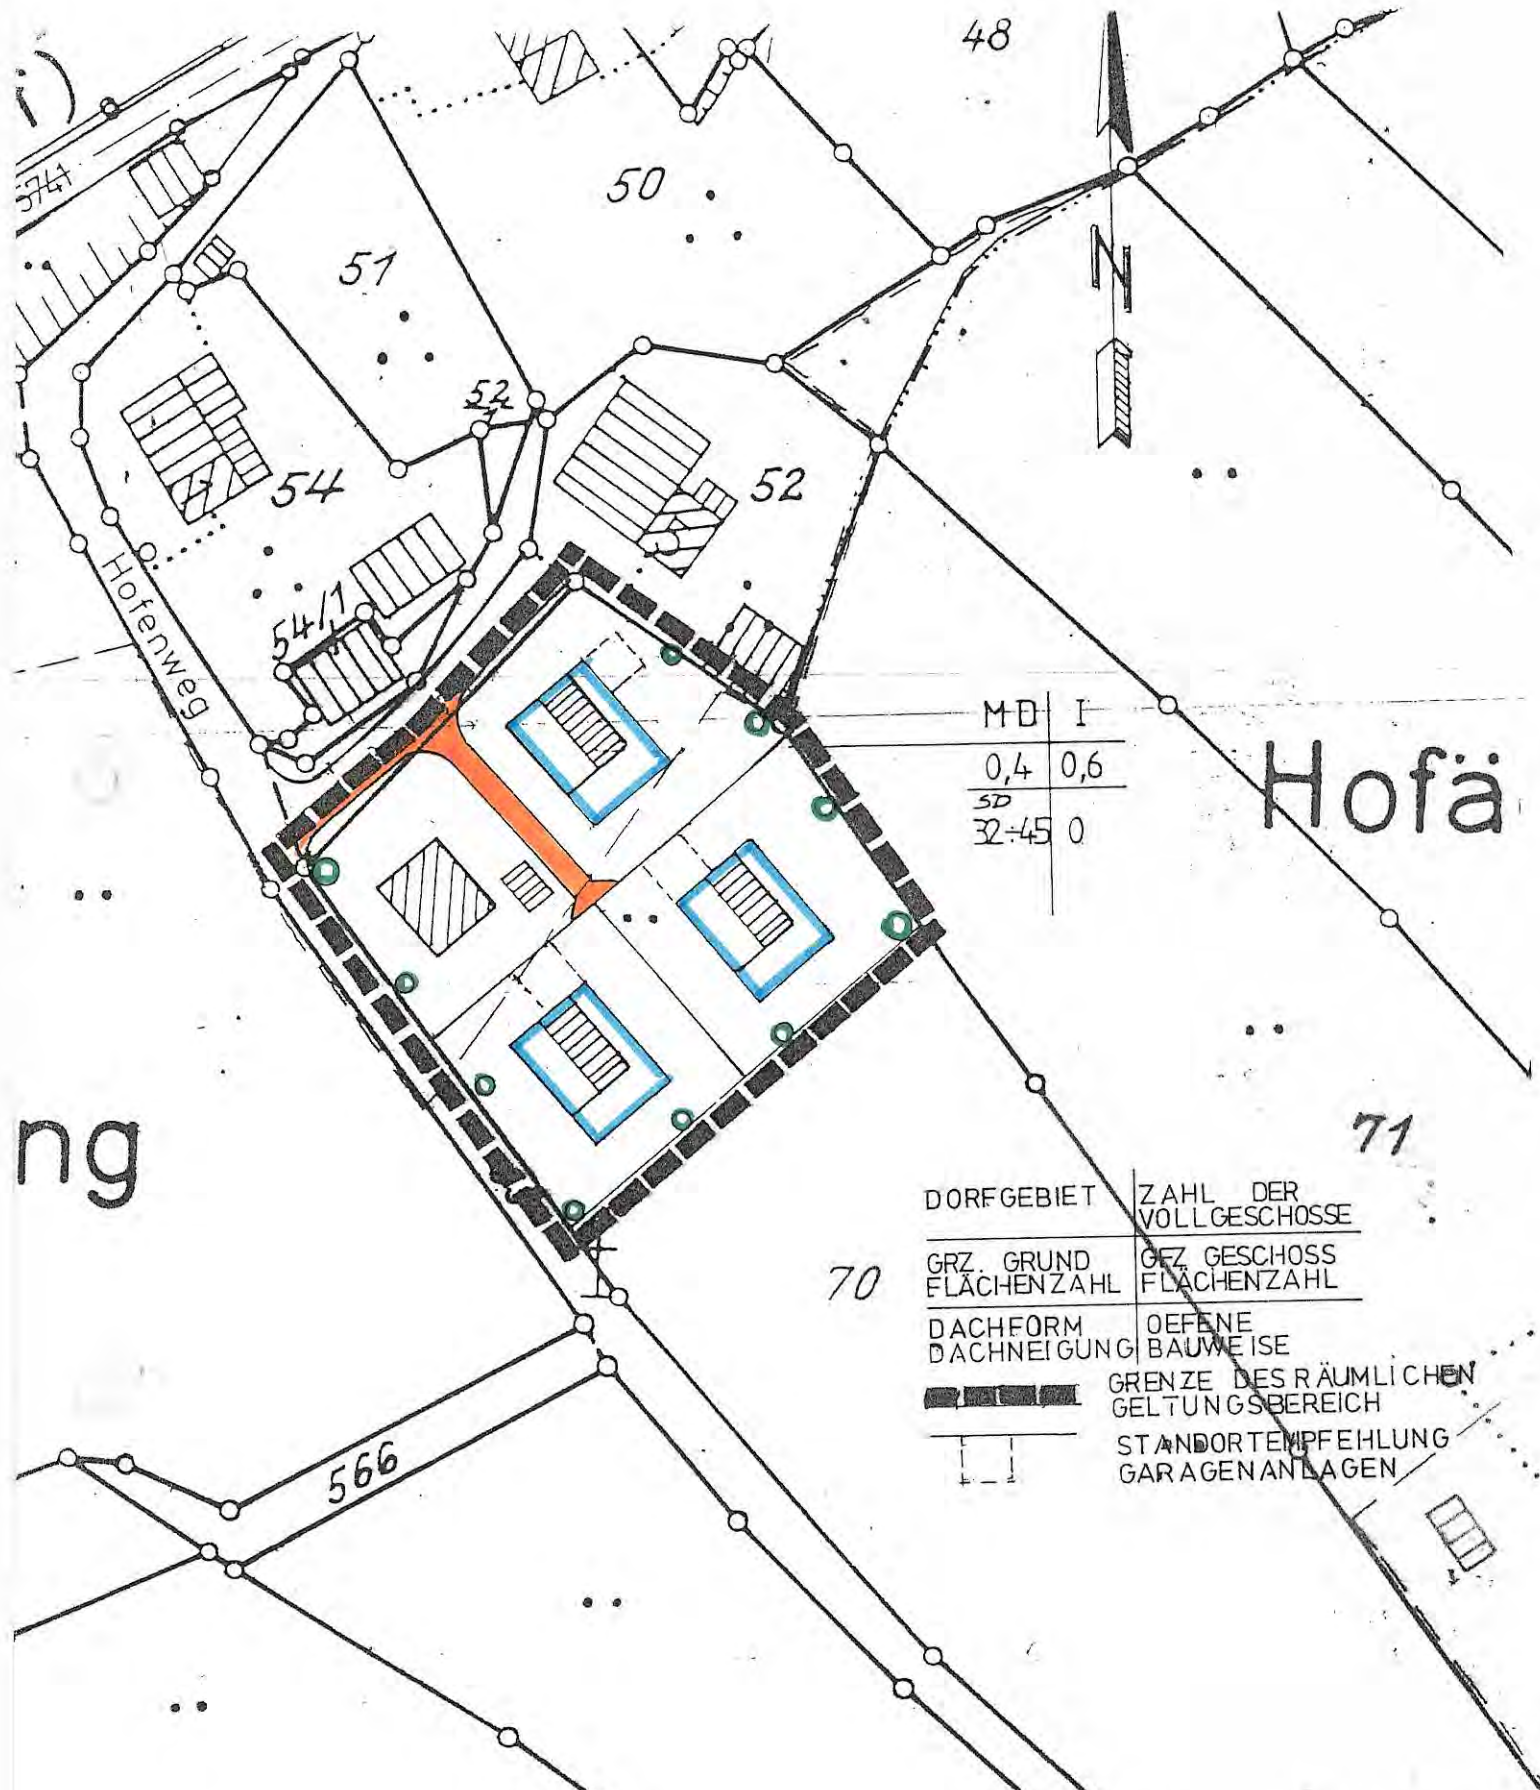 48
5741
50
51
N
52
54
52
Hofenweg
54/1
MD I
0,4 0,6
SD
32÷45 0
Hofä
ng
71
DORFGEBIET ZAHL DER
VOLLGESCHOSSE
70
GRZ. GRUND GFZ GESCHOSS
FLÄCHENZAHL FLÄCHENZAHL
DACHFORM OEFENE
DACHNEIGUNG BAUWEISE
GRENZE DES RÄUMLICHEN
GELTUNGSBEREICH
STANDORTEMPFEHLUNG
GARAGENANLAGEN
566